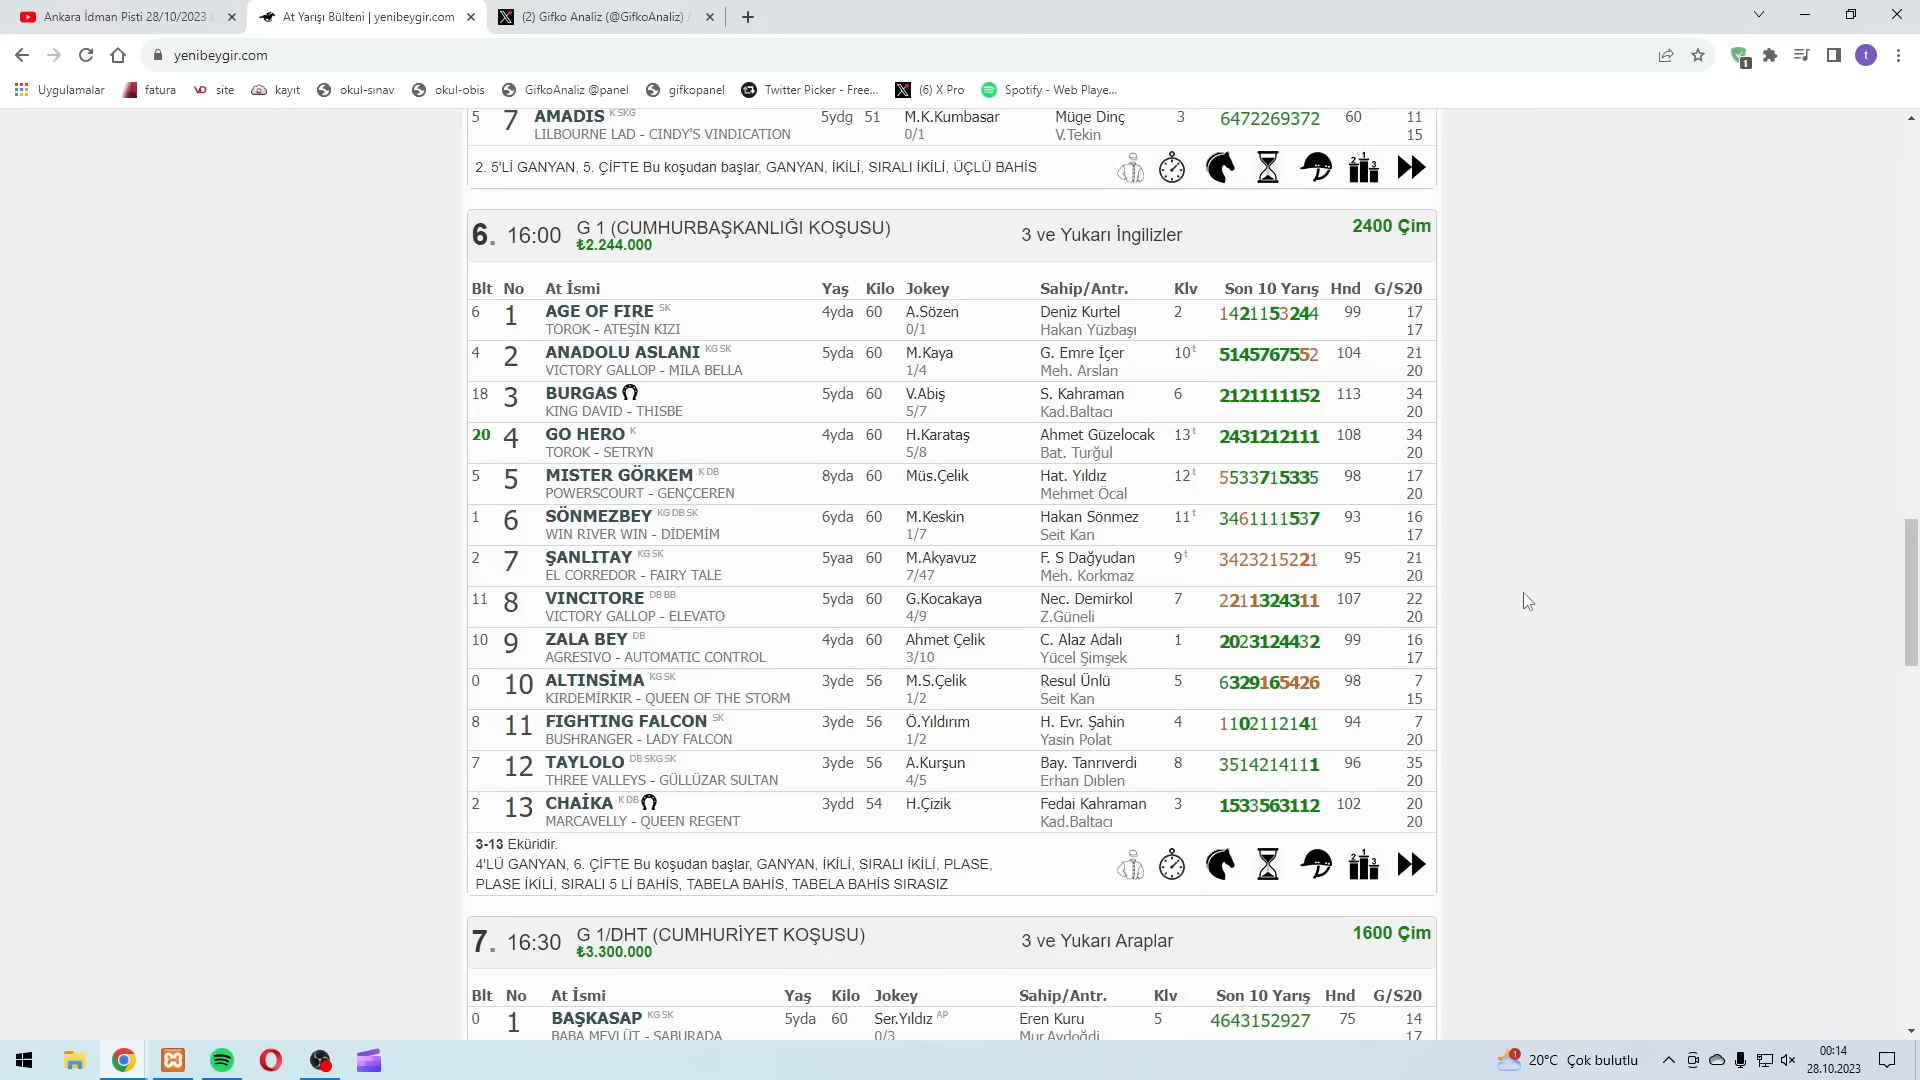 Ankara İdman Pisti 28/10/2023
At Yarışı Bülteni | yenibeygir.com
(2) Gifko Analiz (@GifkoAnaliz)
yenibeygir.com
1
t
Uygulamalar fatura site kayıt okul-sınav okul-obis GifkoAnaliz @panel gifkopanel Twitter Picker - Free... (6) X Pro Spotify - Web Playe...
5 7 AMADIS K SKG 5ydg 51 M.K.Kumbasar Müge Dinç 3 6472269372 60 11
LILBOURNE LAD - CINDY'S VINDICATION 0/1 V.Tekin 15
2. 5'Lİ GANYAN, 5. ÇİFTE Bu koşudan başlar, GANYAN, İKİLİ, SIRALI İKİLİ, ÜÇLÜ BAHİS
6. 16:00 G 1 (CUMHURBAŞKANLIĞI KOŞUSU) 3 ve Yukarı İngilizler 2400 Çim
₺2.244.000
Blt No At İsmi Yaş Kilo Jokey Sahip/Antr. Klv Son 10 Yarış Hnd G/S20
6 1 AGE OF FIRE SK 4yda 60 A.Sözen Deniz Kurtel 2 1421153244 99 17
TOROK - ATEŞİN KIZI 0/1 Hakan Yüzbaşı 17
4 2 ANADOLU ASLANI KG SK 5yda 60 M.Kaya G. Emre İçer 10 t 5145767552 104 21
VICTORY GALLOP - MILA BELLA 1/4 Meh. Arslan 20
18 3 BURGAS 5yda 60 V.Abiş S. Kahraman 6 2121111152 113 34
KING DAVID - THISBE 5/7 Kad.Baltacı 20
20 4 GO HERO K 4yda 60 H.Karataş Ahmet Güzelocak 13 t 2431212111 108 34
TOROK - SETRYN 5/8 Bat. Turğul 20
5 5 MISTER GÖRKEM K DB 8yda 60 Müs.Çelik Hat. Yıldız 12 t 5533715335 98 17
POWERSCOURT - GENÇCEREN Mehmet Öcal 20
1 6 SÖNMEZBEY KG DB SK 6yda 60 M.Keskin Hakan Sönmez 11 t 3461111537 93 16
WIN RIVER WIN - DİDEMİM 1/7 Seit Kan 17
2 7 ŞANLITAY KG SK 5yaa 60 M.Akyavuz F. S Dağyudan 9 t 3423215221 95 21
EL CORREDOR - FAIRY TALE 7/47 Meh. Korkmaz 20
11 8 VINCITORE DB BB 5yda 60 G.Kocakaya Nec. Demirkol 7 2211324311 107 22
VICTORY GALLOP - ELEVATO 4/9 Z.Güneli 20
10 9 ZALA BEY DB 4yda 60 Ahmet Çelik C. Alaz Adalı 1 2023124432 99 16
AGRESIVO - AUTOMATIC CONTROL 3/10 Yücel Şimşek 17
0 10 ALTINSİMA KG SK 3yde 56 M.S.Çelik Resul Ünlü 5 6329165426 98 7
KIRDEMİRKIR - QUEEN OF THE STORM 1/2 Seit Kan 15
8 11 FIGHTING FALCON SK 3yde 56 Ö.Yıldırım H. Evr. Şahin 4 1102112141 94 7
BUSHRANGER - LADY FALCON 1/2 Yasin Polat 20
7 12 TAYLOLO DB SKG SK 3yde 56 A.Kurşun Bay. Tanrıverdi 8 3514214111 96 35
THREE VALLEYS - GÜLLÜZAR SULTAN 4/5 Erhan Dıblen 20
2 13 CHAİKA K DB 3ydd 54 H.Çizik Fedai Kahraman 3 1533563112 102 20
MARCAVELLY - QUEEN REGENT Kad.Baltacı 20
3-13 Eküridir.
4'LÜ GANYAN, 6. ÇİFTE Bu koşudan başlar, GANYAN, İKİLİ, SIRALI İKİLİ, PLASE,
PLASE İKİLİ, SIRALI 5 Lİ BAHİS, TABELA BAHİS, TABELA BAHİS SIRASIZ
7. 16:30 G 1/DHT (CUMHURİYET KOŞUSU) 3 ve Yukarı Araplar 1600 Çim
₺3.300.000
Blt No At İsmi Yaş Kilo Jokey Sahip/Antr. Klv Son 10 Yarış Hnd G/S20
0 1 BAŞKASAP KG SK 5yda 60 Ser.Yıldız AP Eren Kuru 5 4643152927 75 14
BABA MEVLÜT - SABURADA 0/3 Mur.Aydoğdi 17
1 20°C Çok bulutlu 00:14
28.10.2023